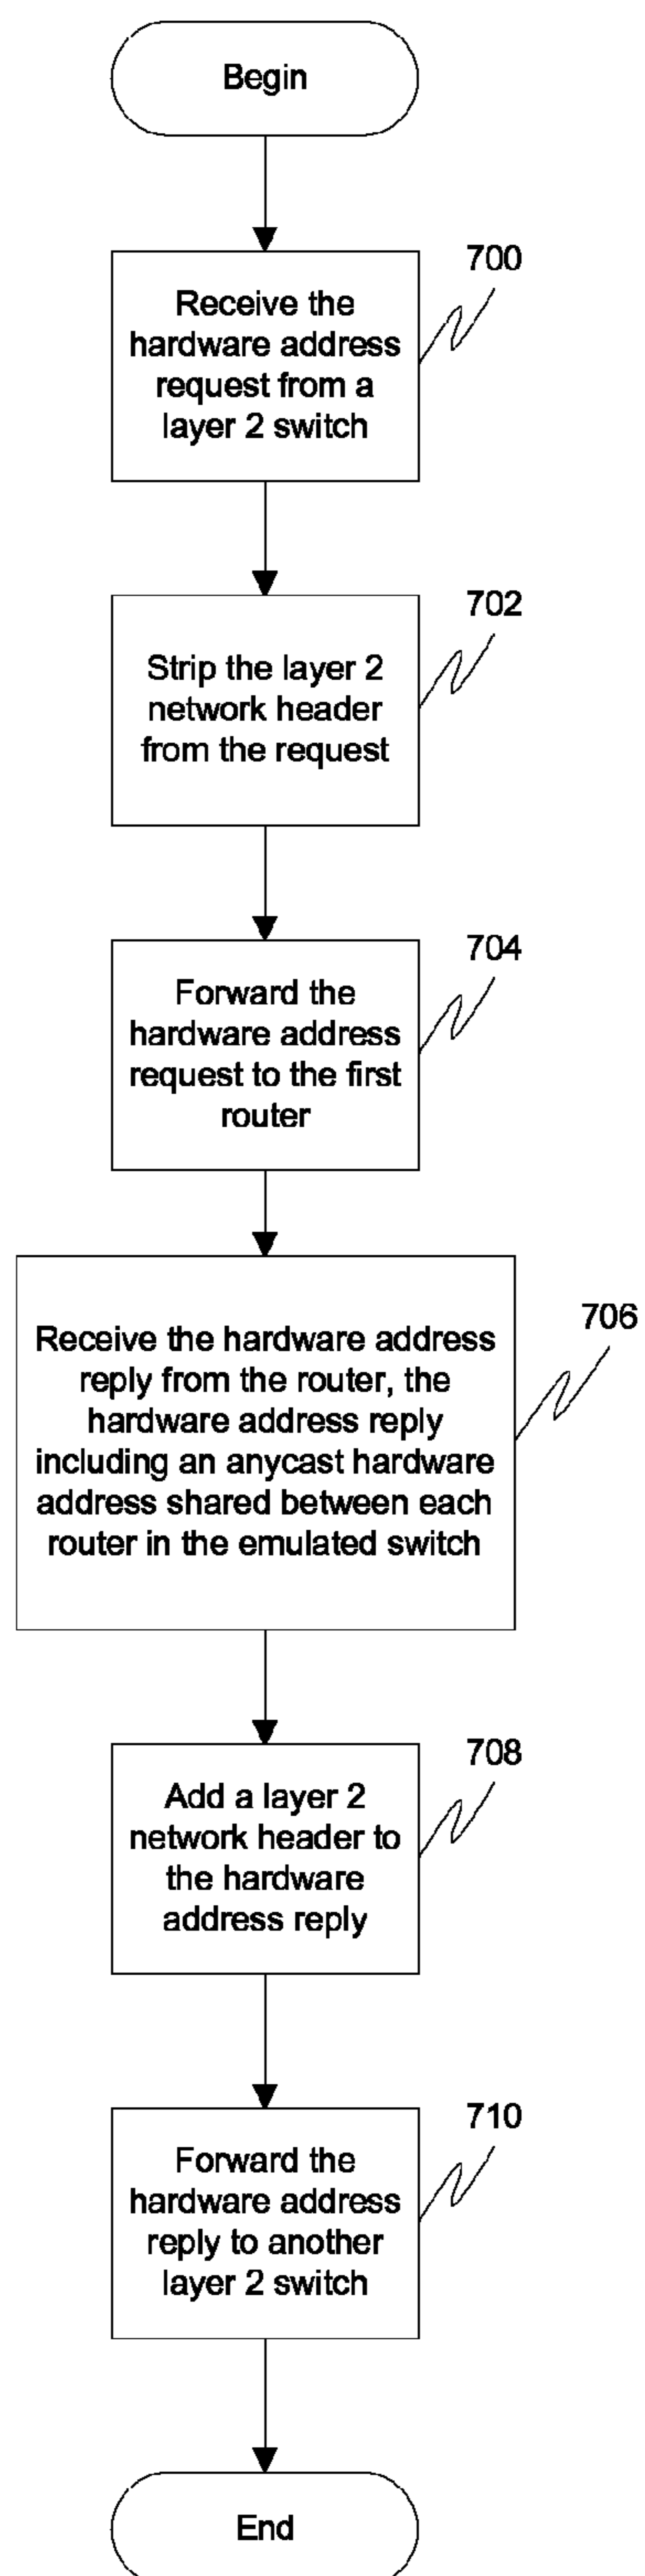 Begin
700
Receive the
hardware address
request from a
layer 2 switch
702
Strip the layer 2
network header
from the request
704
Forward the
hardware address
request to the first
router
706
Receive the hardware address
reply from the router, the
hardware address reply
including an anycast hardware
address shared between each
router in the emulated switch
708
Add a layer 2
network header to
the hardware
address reply
710
Forward the
hardware address
reply to another
layer 2 switch
End